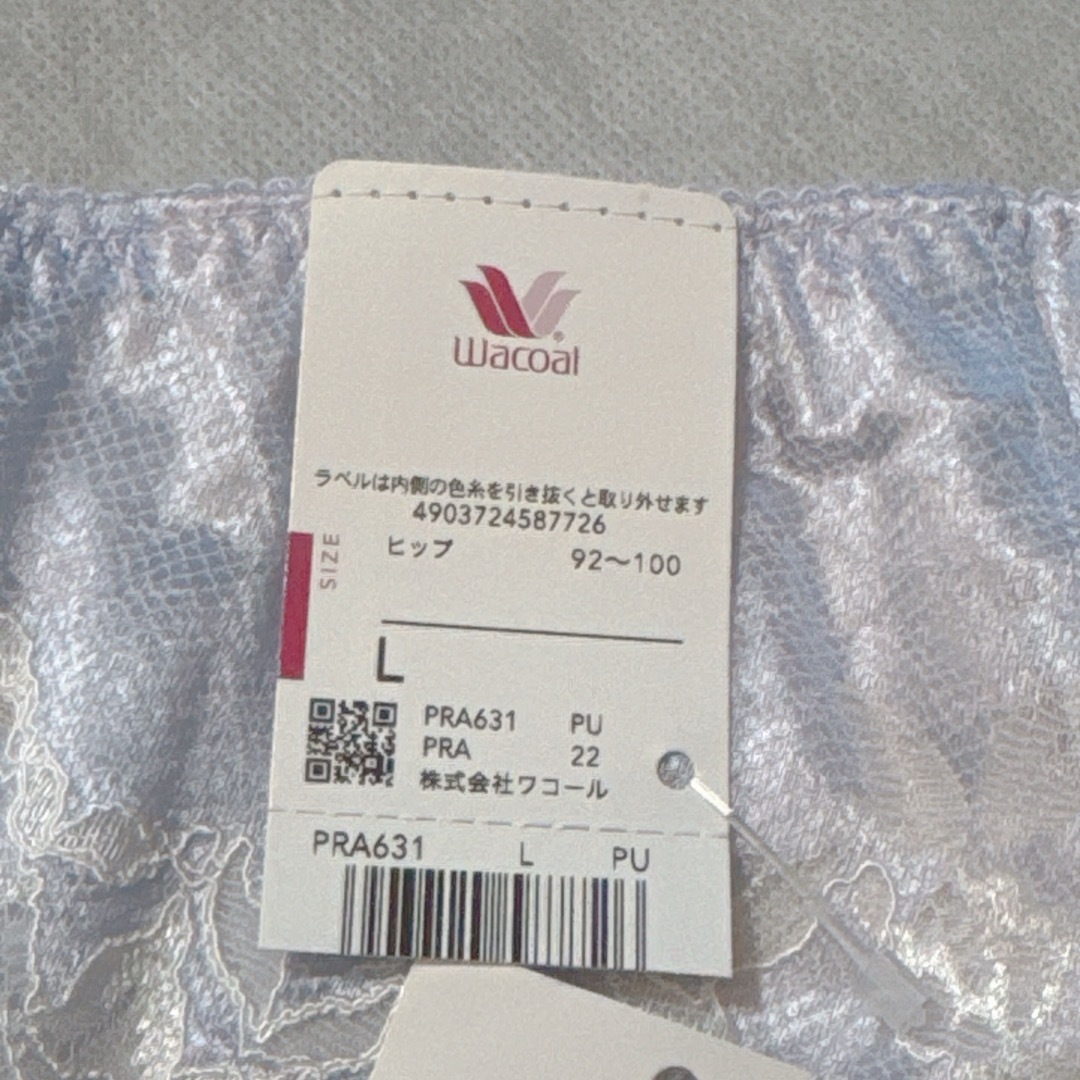 Wacoal
ラベルは内側の色糸を引き抜くと取り外せます
4903724587726
ヒップ 92〜100
SIZE
L
PRA631 PU
PRA 22
株式会社ワコール
PRA631 L PU